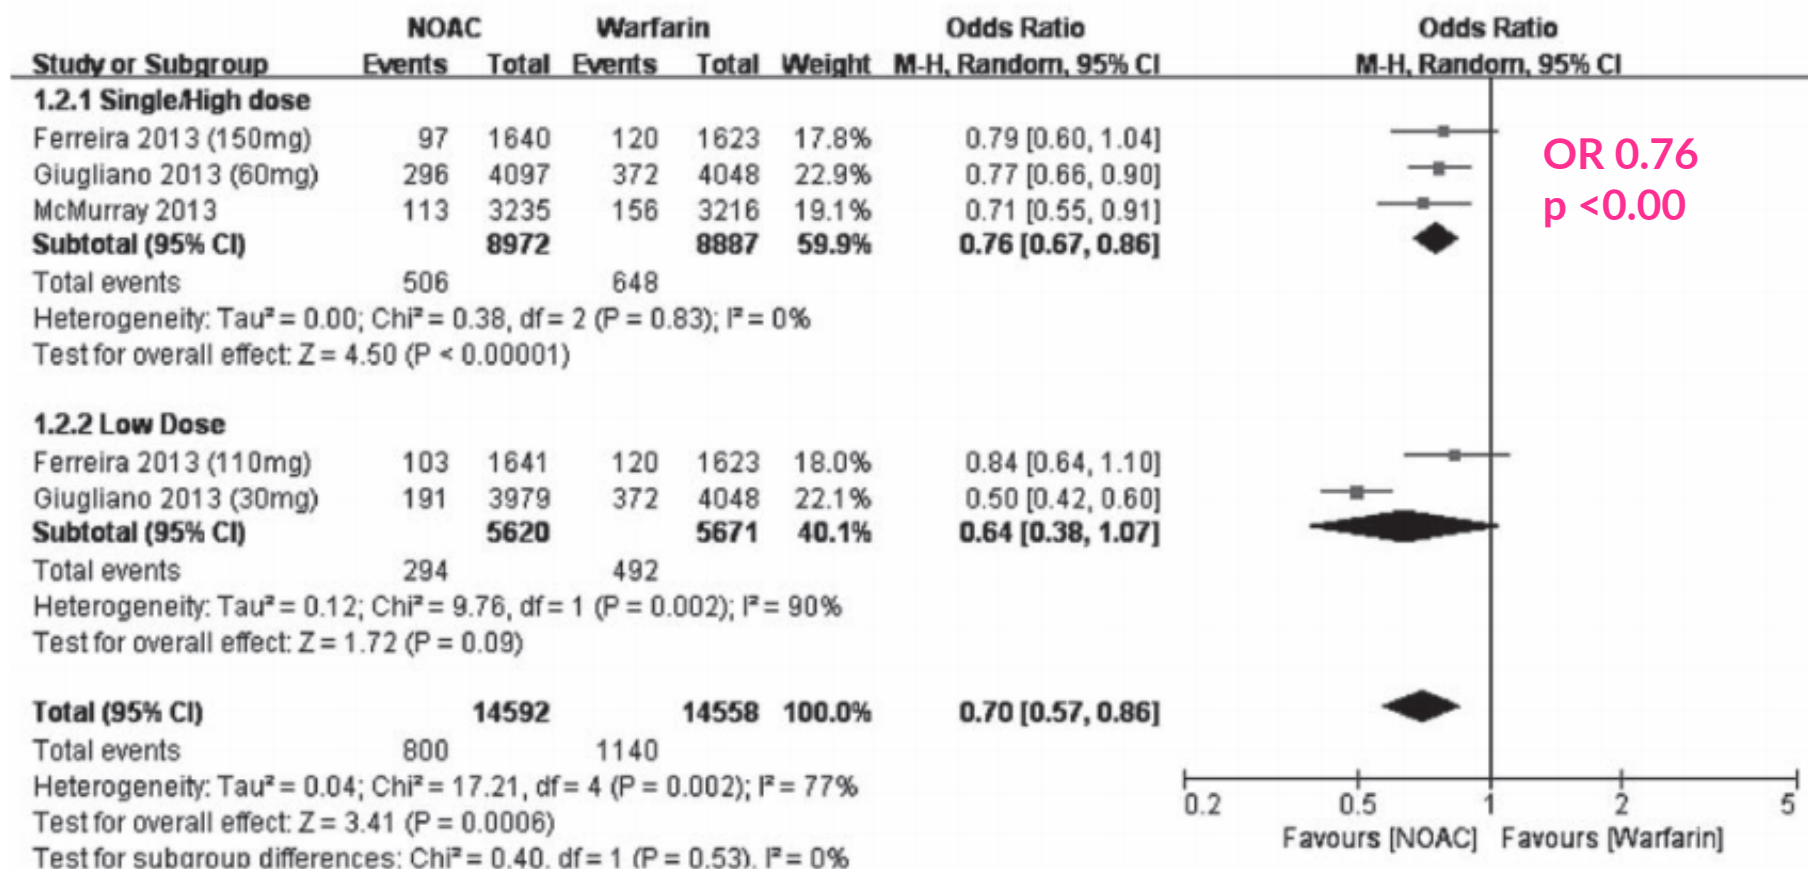 NOAC Warfarin Odds Ratio Odds Ratio
Study or Subgroup Events Total Events Total Weight M-H, Random, 95% CI M-H, Random, 95% CI
1.2.1 Single/High dose
Ferreira 2013 (150mg) 97 1640 120 1623 17.8% 0.79 [0.60, 1.04]
Giugliano 2013 (60mg) 296 4097 372 4048 22.9% 0.77 [0.66, 0.90]
McMurray 2013 113 3235 156 3216 19.1% 0.71 [0.55, 0.91]
Subtotal (95% CI) 8972 8887 59.9% 0.76 [0.67, 0.86]
OR 0.76
p <0.00
Total events 506 648
Heterogeneity: Tau² = 0.00; Chi² = 0.38, df = 2 (P = 0.83); I² = 0%
Test for overall effect: Z = 4.50 (P < 0.00001)
1.2.2 Low Dose
Ferreira 2013 (110mg) 103 1641 120 1623 18.0% 0.84 [0.64, 1.10]
Giugliano 2013 (30mg) 191 3979 372 4048 22.1% 0.50 [0.42, 0.60]
Subtotal (95% CI) 5620 5671 40.1% 0.64 [0.38, 1.07]
Total events 294 492
Heterogeneity: Tau² = 0.12; Chi² = 9.76, df = 1 (P = 0.002); I² = 90%
Test for overall effect: Z = 1.72 (P = 0.09)
Total (95% CI) 14592 14558 100.0% 0.70 [0.57, 0.86]
Total events 800 1140
Heterogeneity: Tau² = 0.04; Chi² = 17.21, df = 4 (P = 0.002); I² = 77%
Test for overall effect: Z = 3.41 (P = 0.0006)
Test for subgroup differences: Chi² = 0.40, df = 1 (P = 0.53), I² = 0%
0.2 0.5 1 2 5
Favours [NOAC] Favours [Warfarin]